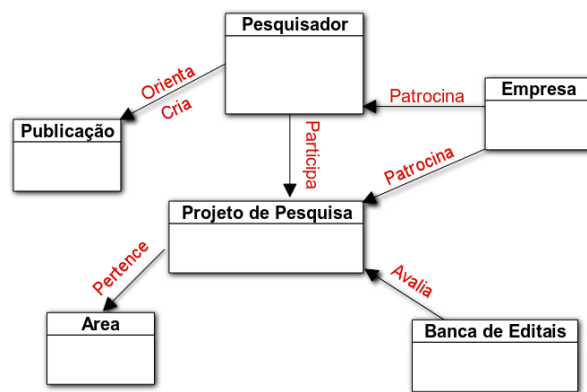 Pesquisador
Orienta
Cria
Patrocina
Empresa
Publicação
Participa
Patrocina
Projeto de Pesquisa
Pertence
Avalia
Area
Banca de Editais